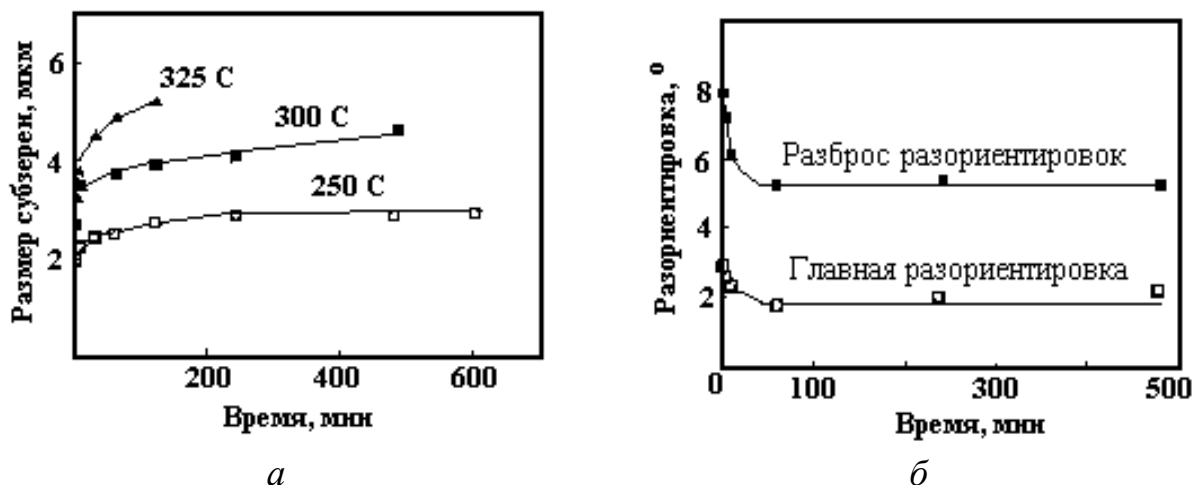 Размер субзерен, мкм
6
4
2
325 С
300 С
250 С
200
400
600
Время, мин
а
Разориентировка, °
8
6
4
2
0
Разброс разориентировок
Главная разориентировка
100
300
500
Время, мин
б